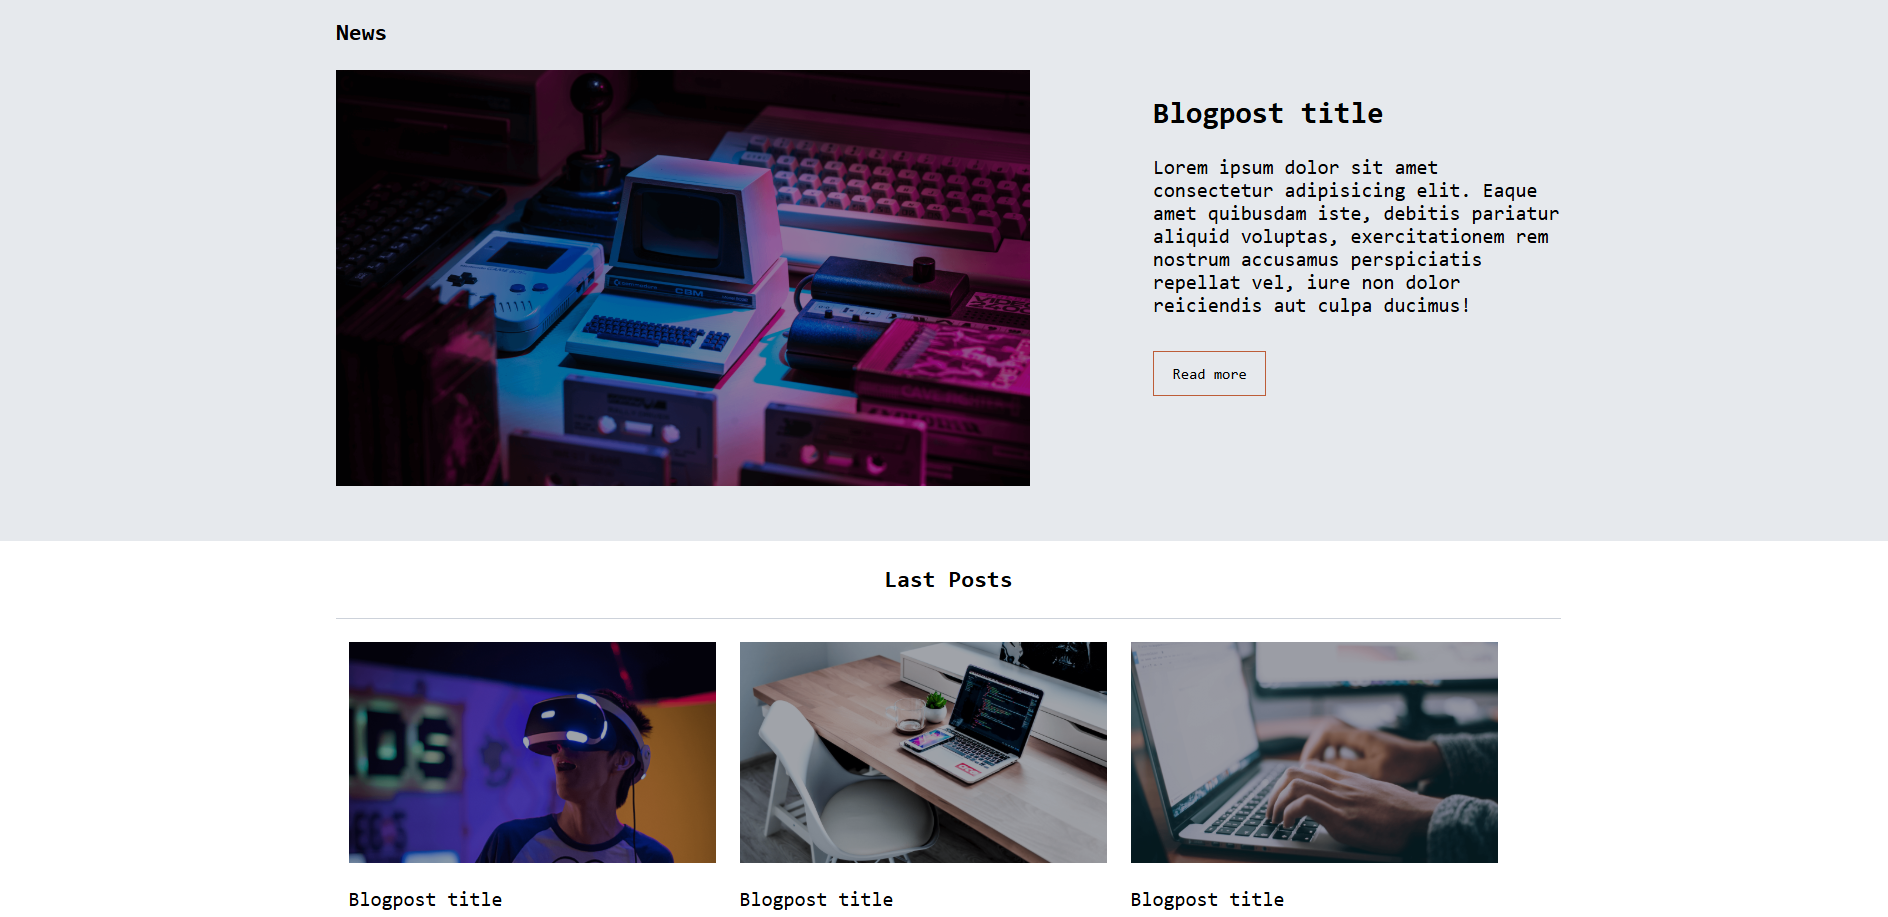 News
Blogpost title
Lorem ipsum dolor sit amet
consectetur adipisicing elit. Eaque
amet quibusdam iste, debitis pariatur
aliquid voluptas, exercitationem rem
nostrum accusamus perspiciatis
repellat vel, iure non dolor
reiciendis aut culpa ducimus!
Read more
CBM
Last Posts
Blogpost title
Blogpost title
Blogpost title